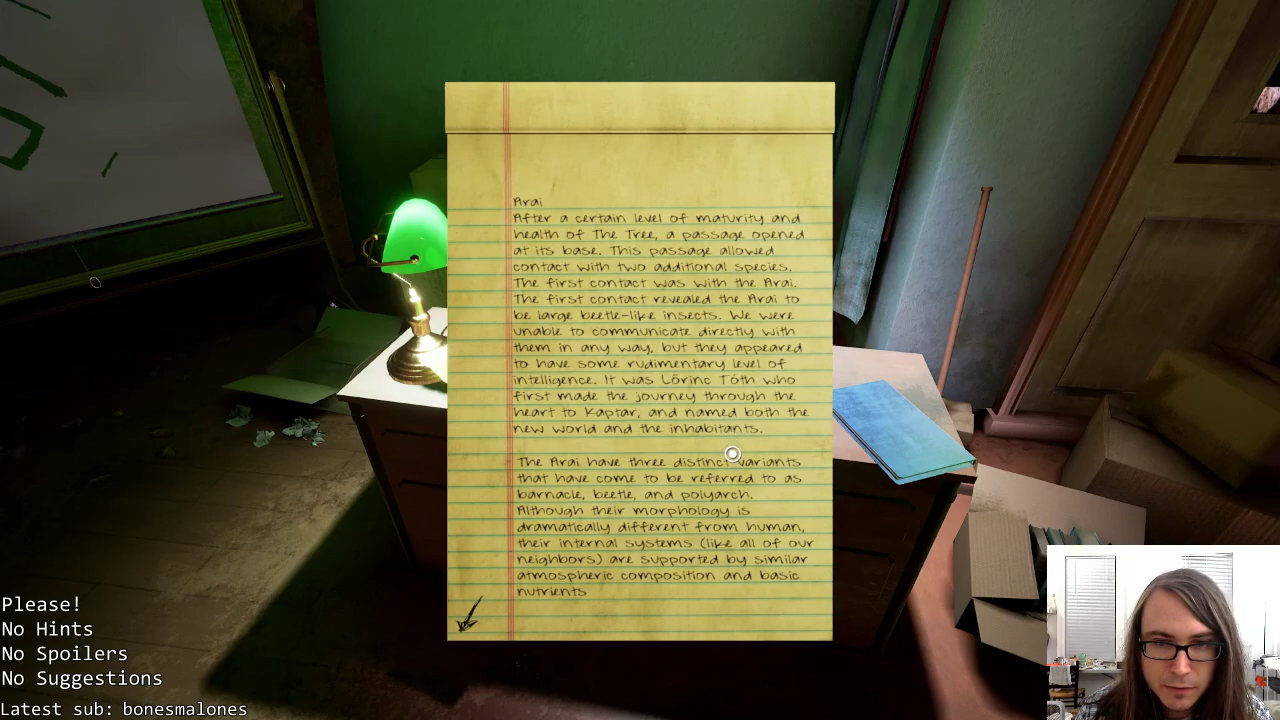 Arai
After a certain level of maturity and
health of The Tree, a passage opened
at its base. This passage allowed
contact with two additional species.
The first contact was with the Arai.
The first contact revealed the Arai to
be large beetle-like insects. We were
unable to communicate directly with
them in any way, but they appeared
to have some rudimentary level of
intelligence. It was Lőrinc Tóth who
first made the journey through the
heart to Kaptar, and named both the
new world and the inhabitants.
The Arai have three distinct variants
that have come to be referred to as
barnacle, beetle, and polyarch.
Although their morphology is
dramatically different from human,
their internal systems (like all of our
neighbors) are supported by similar
atmospheric composition and basic
nutrients
Please!
No Hints
No Spoilers
No Suggestions
Latest sub: bonesmalones